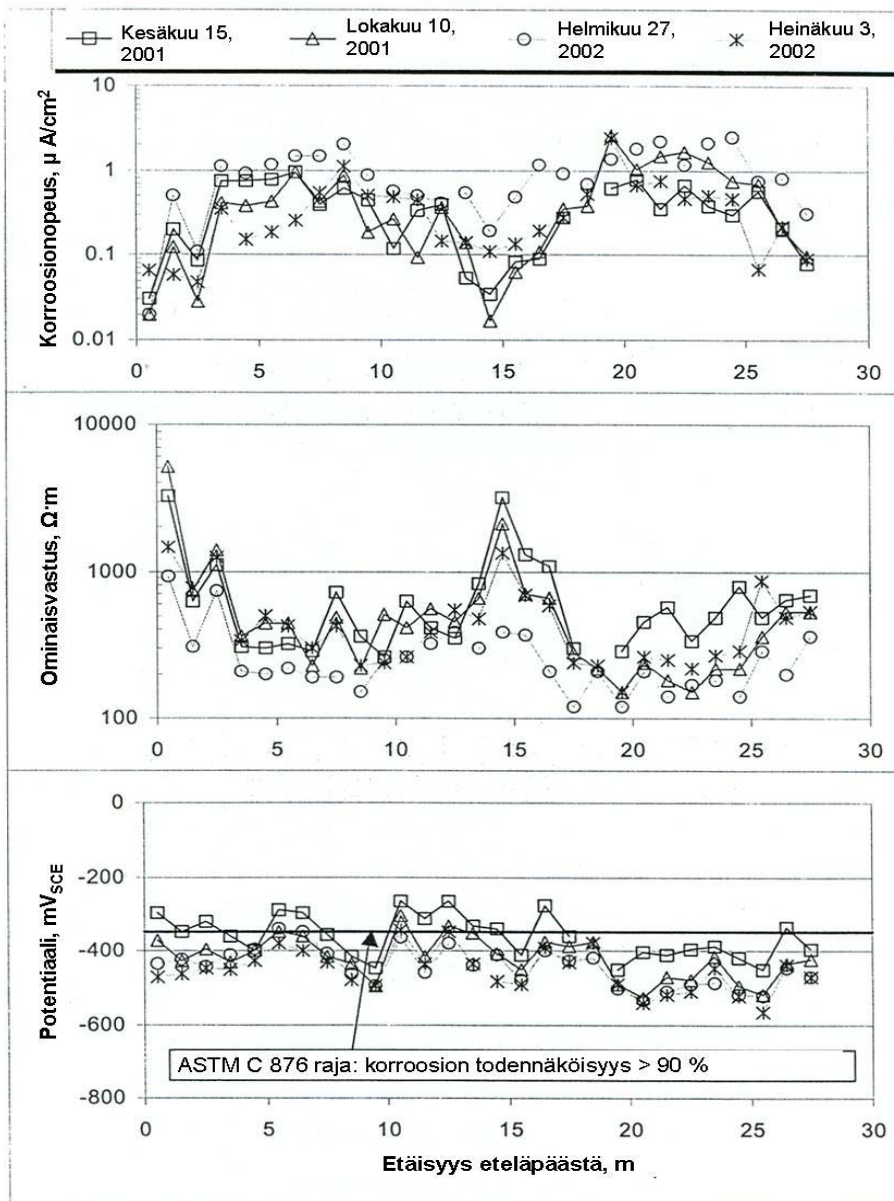 Kesäkuu 15, 2001
Lokakuu 10, 2001
Helmikuu 27, 2002
Heinäkuu 3, 2002
Korroosionopeus, µ A/cm²
10
1
0.1
0.01
0 5 10 15 20 25 30
Ominaisvastus, Ω·m
10000
1000
100
0 5 10 15 20 25 30
Potentiaali, mVSCE
0
-200
-400
-600
-800
ASTM C 876 raja: korroosion todennäköisyys > 90 %
0 5 10 15 20 25 30
Etäisyys eteläpäästä, m